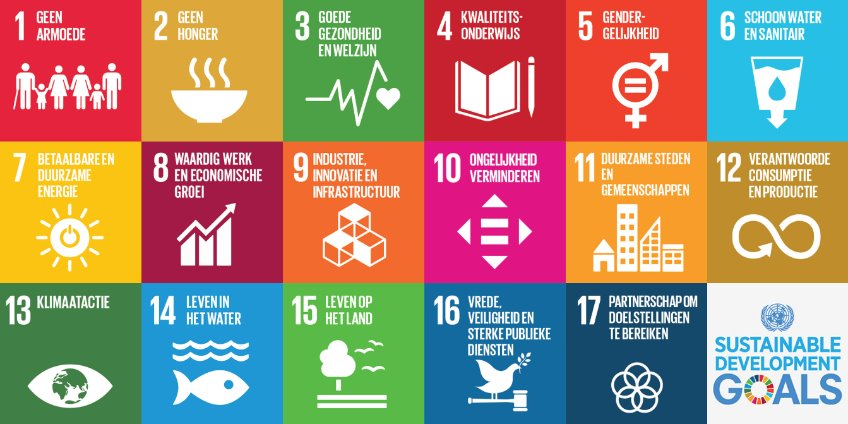 1 GEEN
ARMOEDE
2 GEEN
HONGER
3 GOEDE
GEZONDHEID
EN WELZIJN
4 KWALITEITS-
ONDERWIJS
5 GENDER-
GELIJKHEID
6 SCHOON WATER
EN SANITAIR
7 BETAALBARE EN
DUURZAME
ENERGIE
8 WAARDIG WERK
EN ECONOMISCHE
GROEI
9 INDUSTRIE,
INNOVATIE EN
INFRASTRUCTUUR
10 ONGELIJKHEID
VERMINDEREN
11 DUURZAME STEDEN
EN
GEMEENSCHAPPEN
12 VERANTWOORDE
CONSUMPTIE
EN PRODUCTIE
13 KLIMAATACTIE
14 LEVEN IN
HET WATER
15 LEVEN OP
HET LAND
16 VREDE,
VEILIGHEID EN
STERKE PUBLIEKE
DIENSTEN
17 PARTNERSCHAP OM
DOELSTELLINGEN
TE BEREIKEN
SUSTAINABLE
DEVELOPMENT
GOALS